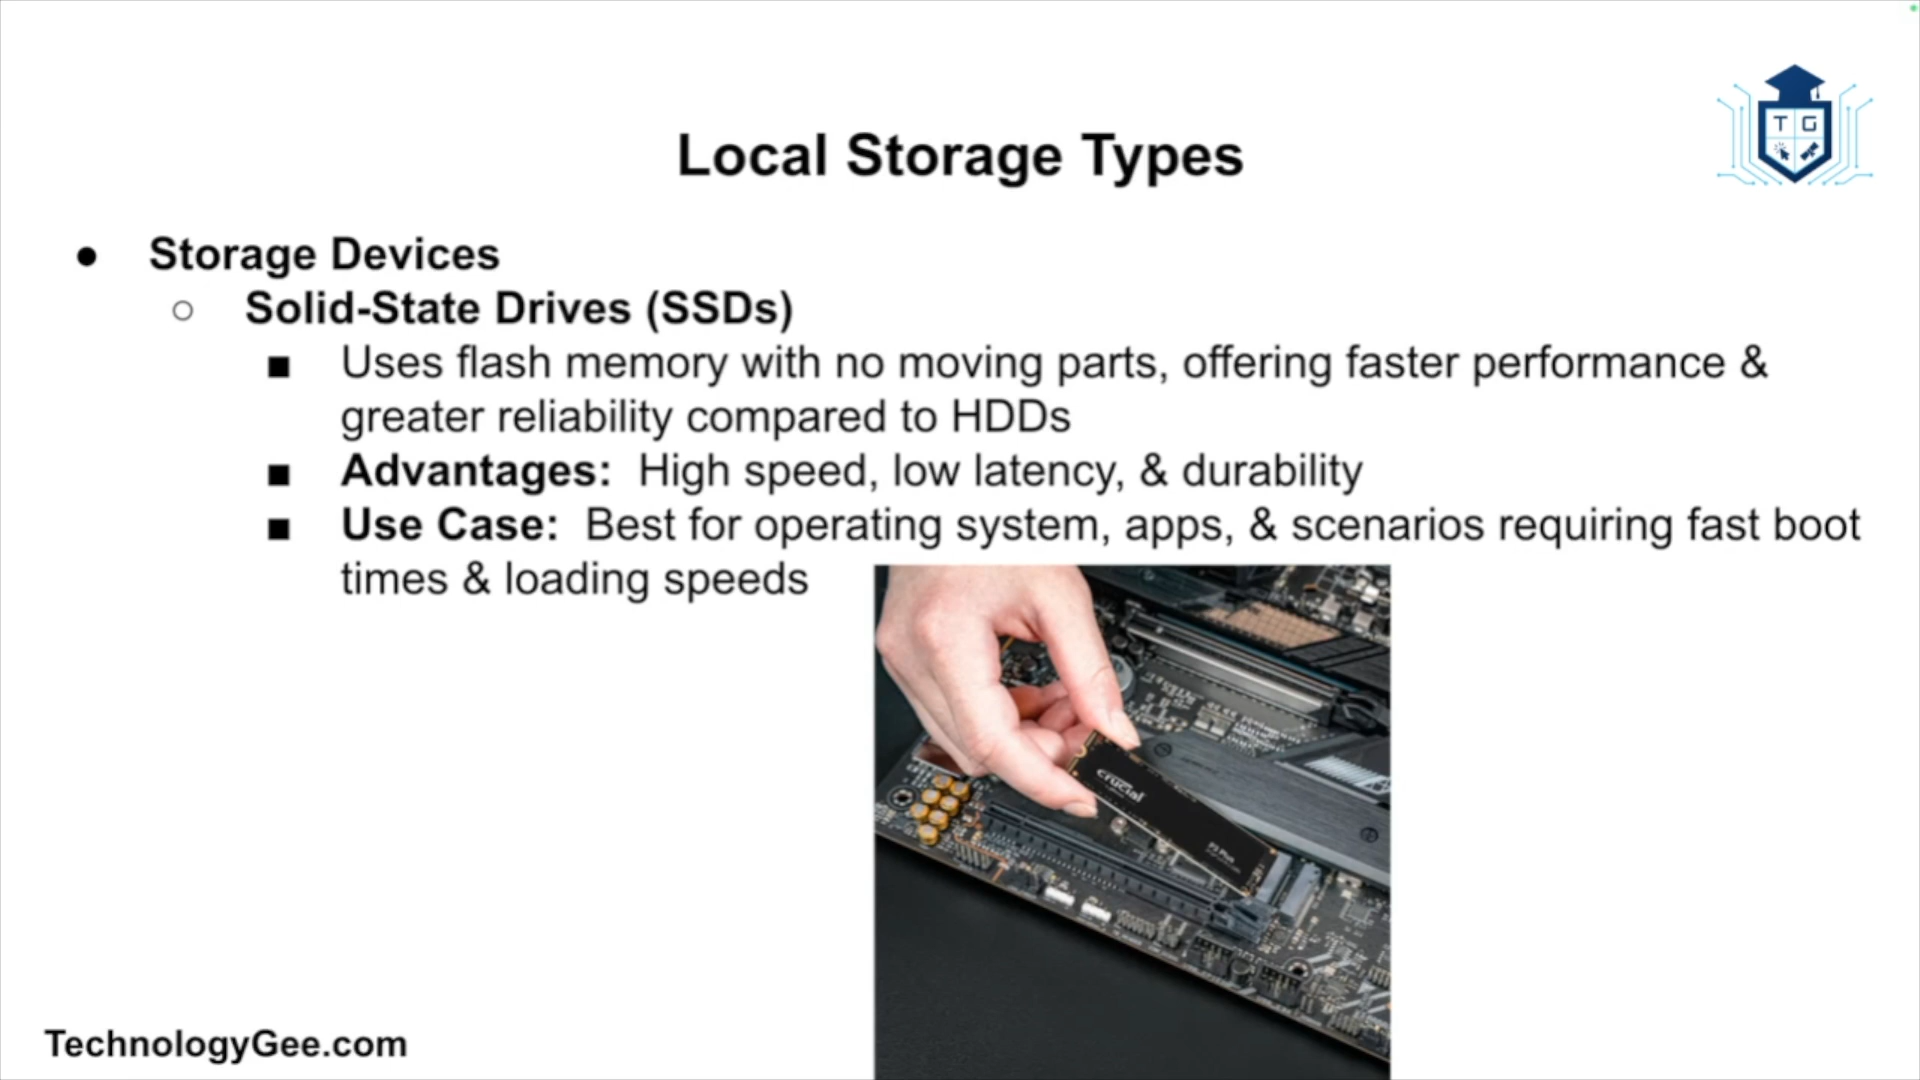 T G
Local Storage Types
● Storage Devices
○ Solid-State Drives (SSDs)
■ Uses flash memory with no moving parts, offering faster performance &
greater reliability compared to HDDs
■ Advantages: High speed, low latency, & durability
■ Use Case: Best for operating system, apps, & scenarios requiring fast boot
times & loading speeds
crucial
P3 Plus
TechnologyGee.com